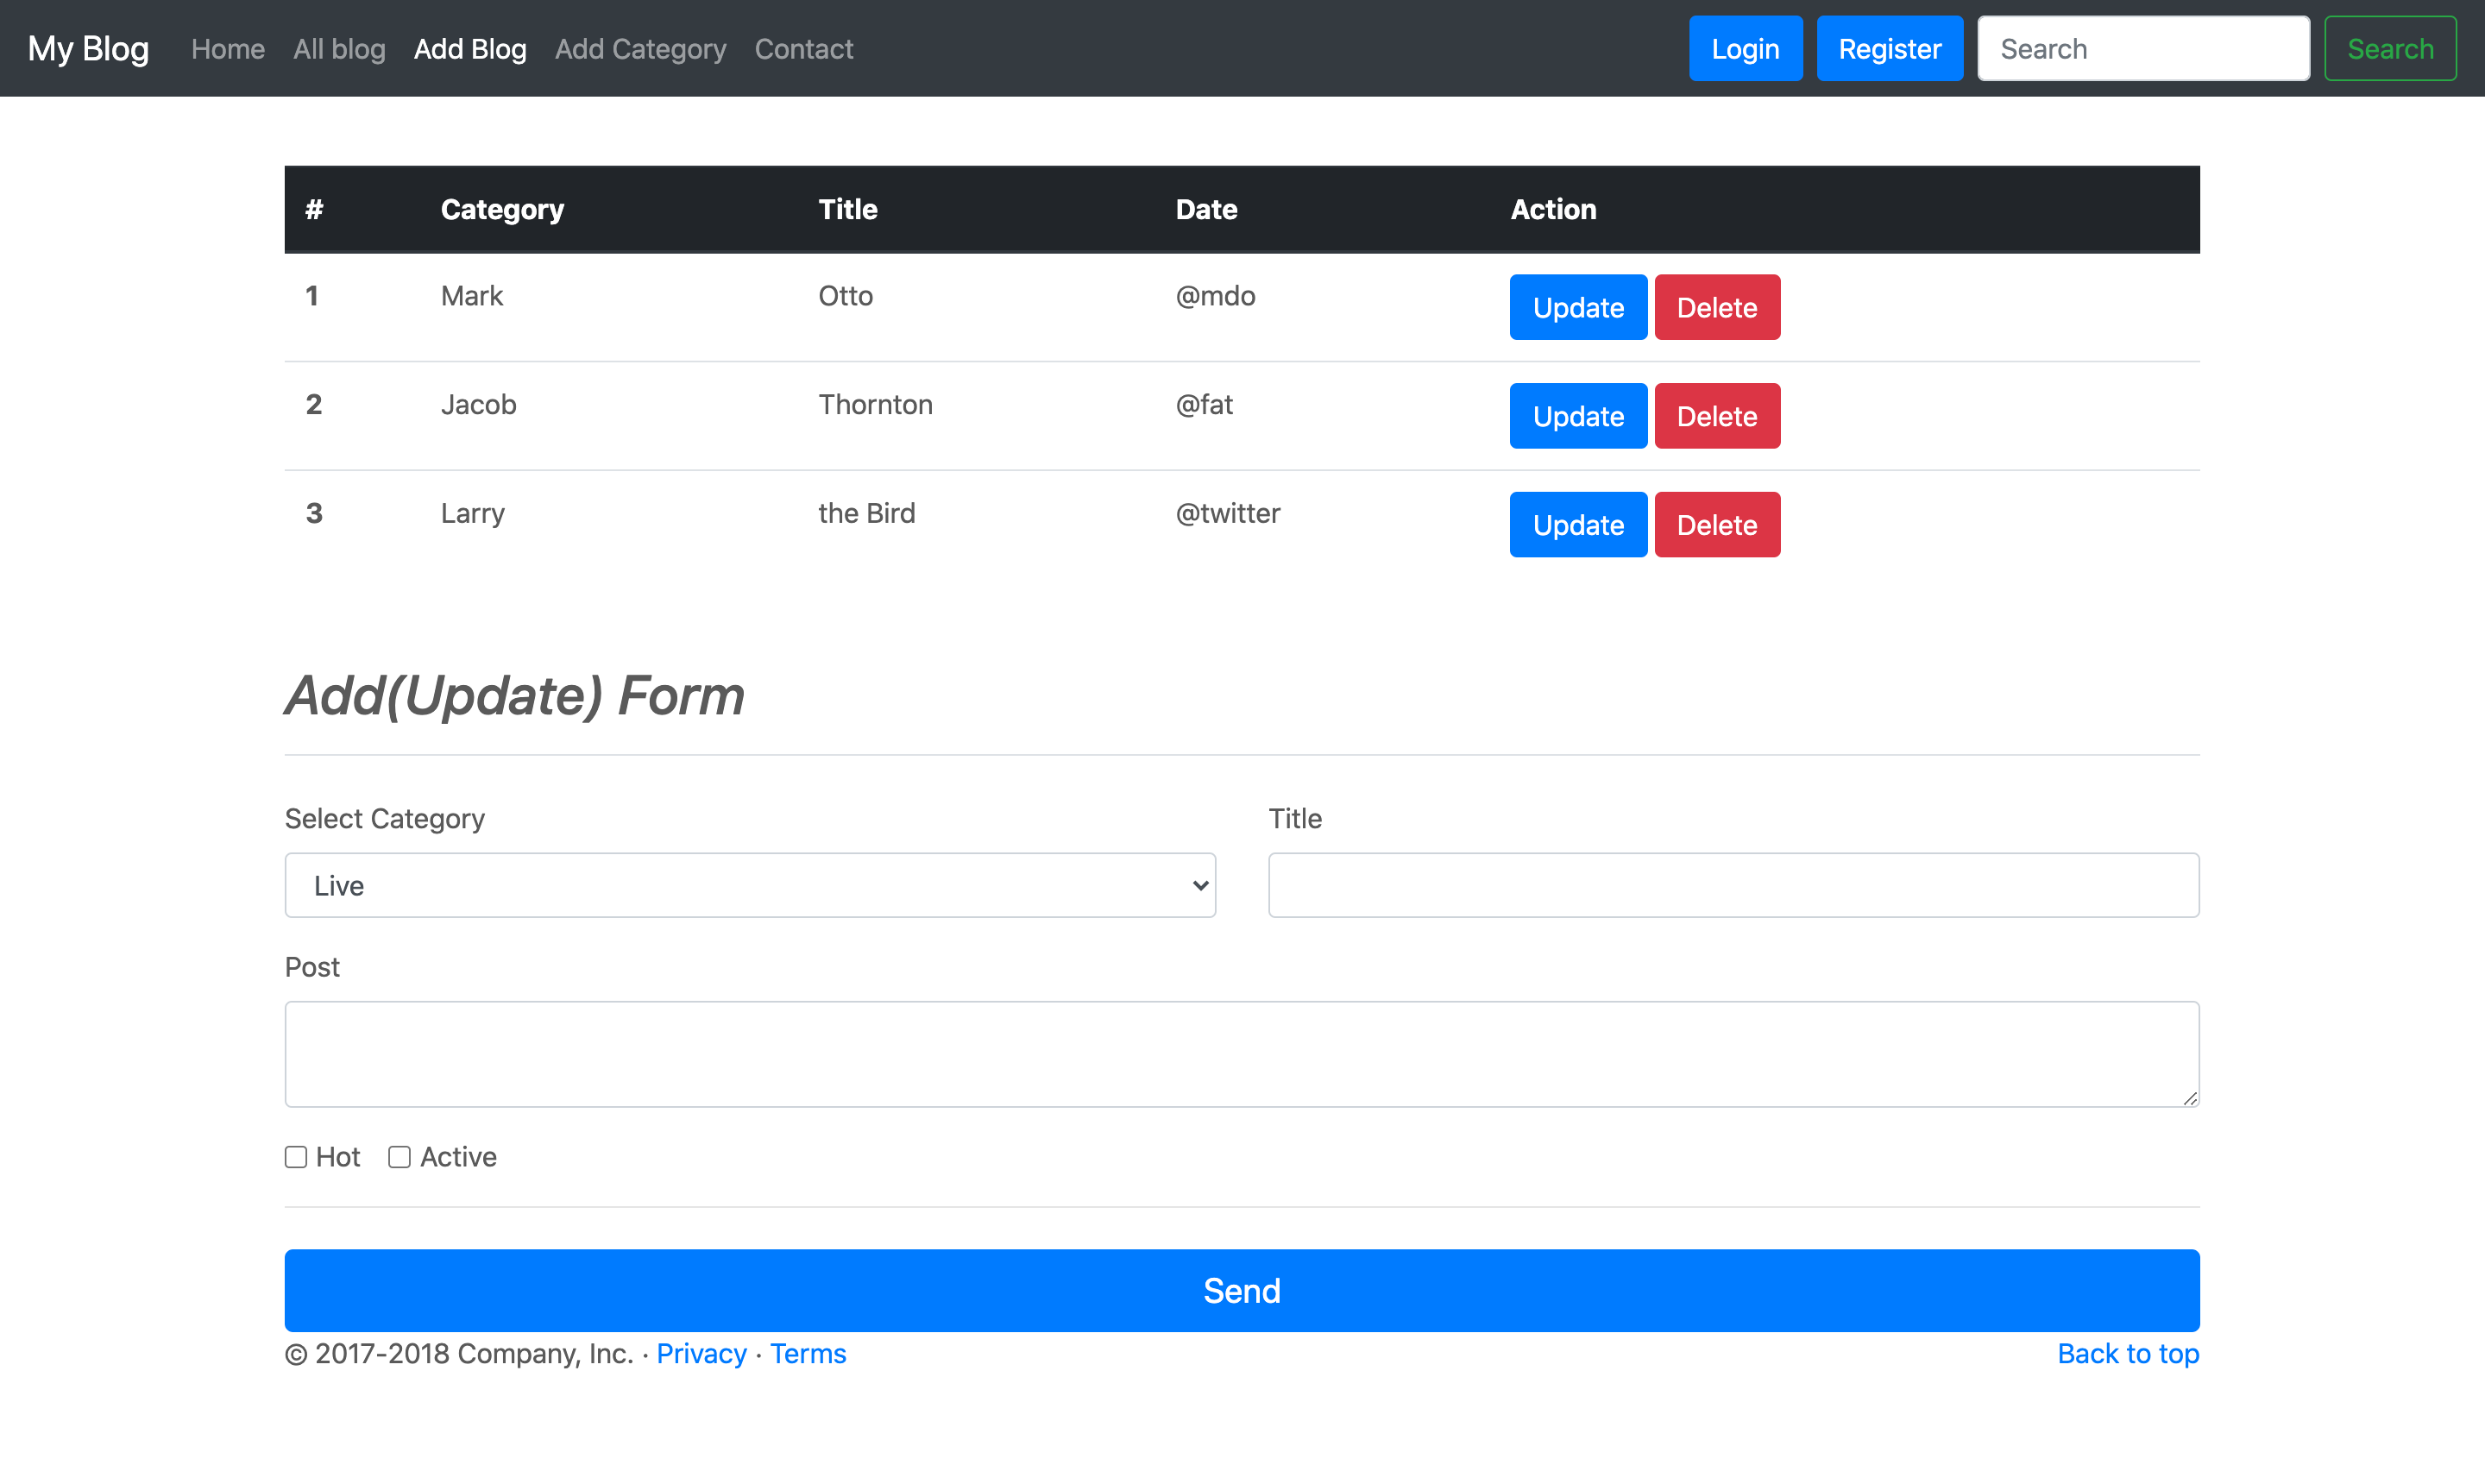 My Blog Home All blog Add Blog Add Category Contact Login Register Search Search
# Category Title Date Action
1 Mark Otto @mdo Update Delete
2 Jacob Thornton @fat Update Delete
3 Larry the Bird @twitter Update Delete
Add(Update) Form
Select Category Title
Live
Post
Hot Active
Send
© 2017-2018 Company, Inc. · Privacy · Terms Back to top